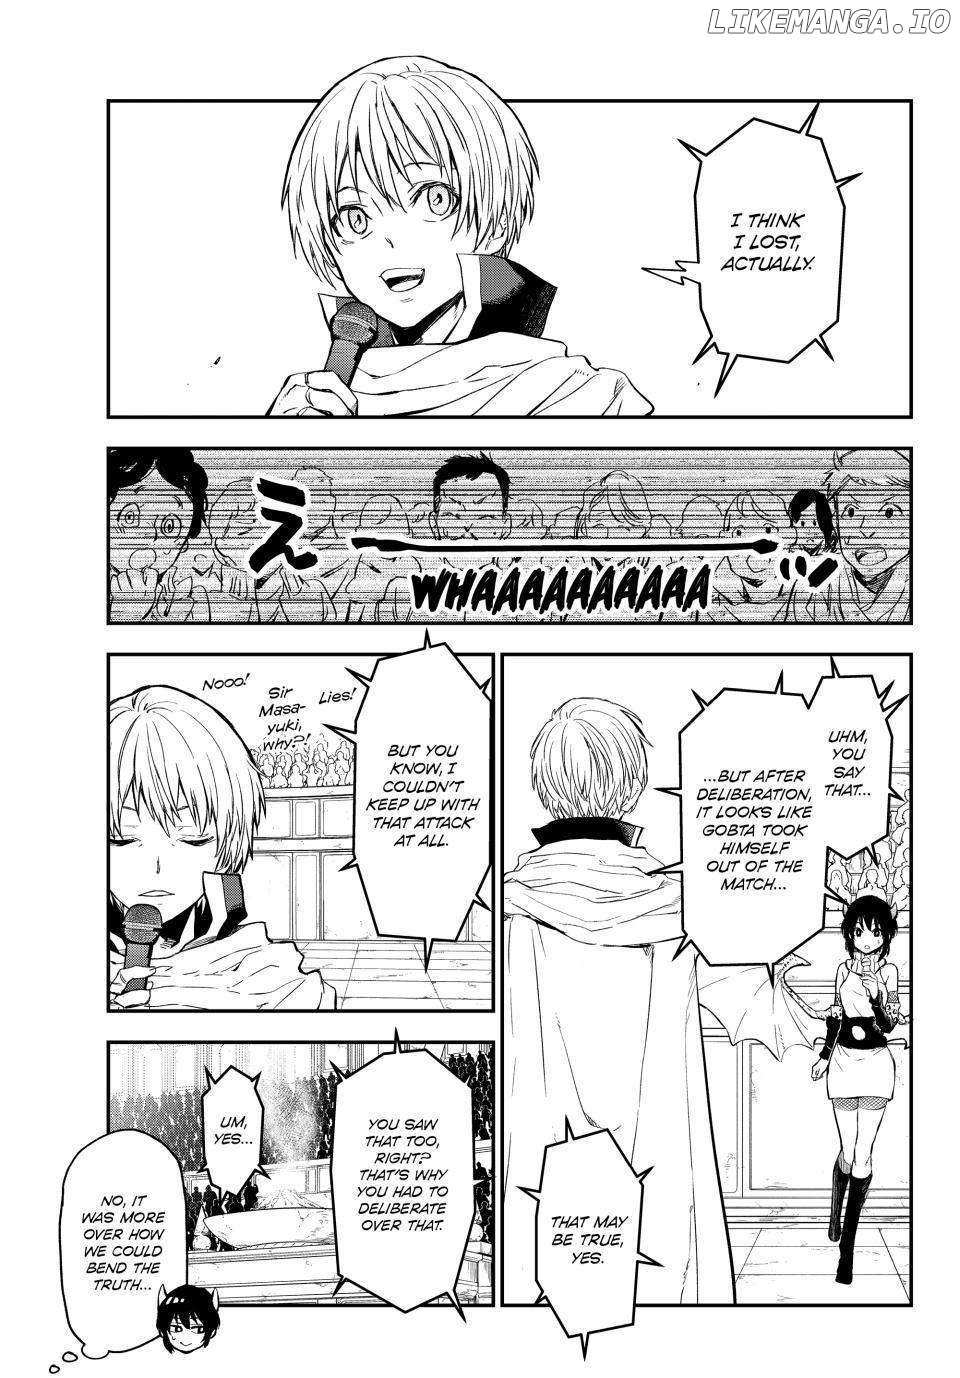 LIKEMANGA.IO
I THINK
I LOST,
ACTUALLY.
えーッ
WHAAAAAAAAAA
UHM,
YOU
SAY
THAT...
...BUT AFTER
DELIBERATION,
IT LOOKS LIKE
GOBTA TOOK
HIMSELF
OUT OF THE
MATCH...
THAT MAY
BE TRUE,
YES.
Nooo!
Sir
Masa-
yuki,
why?!
Lies!
BUT YOU
KNOW, I
COULDN'T
KEEP UP WITH
THAT ATTACK
AT ALL.
YOU SAW
THAT TOO,
RIGHT?
THAT'S WHY
YOU HAD TO
DELIBERATE
OVER THAT.
UM,
YES...
NO, IT
WAS MORE
OVER HOW
WE COULD
BEND THE
TRUTH...